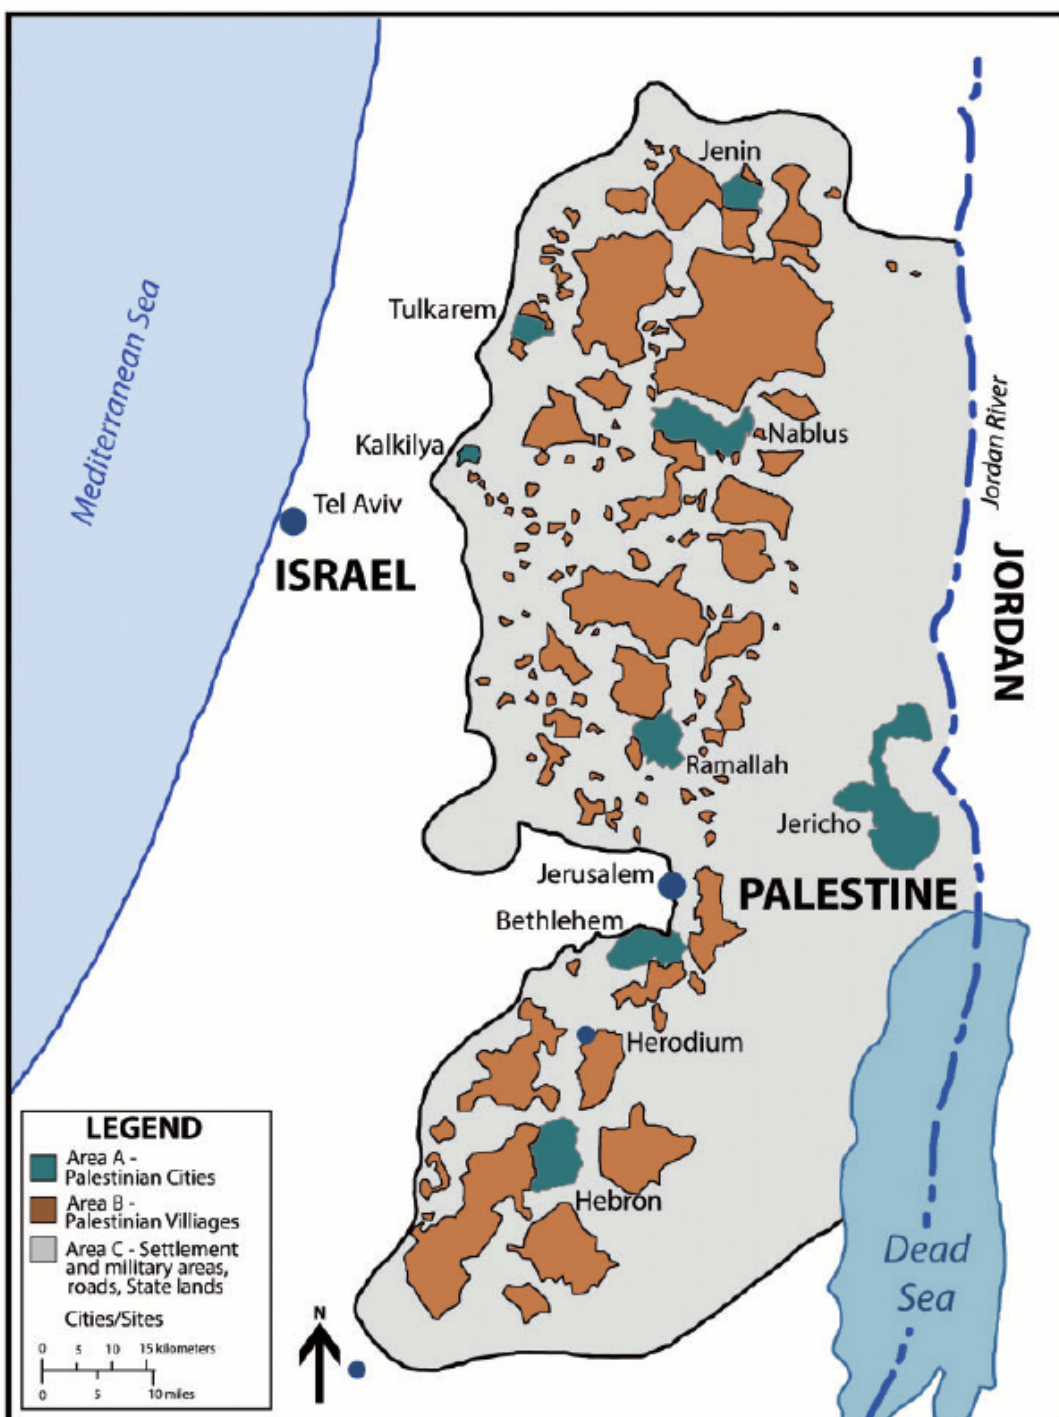 Jenin
Tulkarem
Mediterranean Sea
Nablus
Kalkilya
Jordan River
Tel Aviv
ISRAEL
JORDAN
Ramallah
Jericho
Jerusalem
PALESTINE
Bethlehem
Herodium
Hebron
Dead
Sea
LEGEND
Area A -
Palestinian Cities
Area B -
Palestinian Villiages
Area C - Settlement
and military areas,
roads, State lands
Cities/Sites
0 5 10 15 kilometers
0 5 10 miles
N